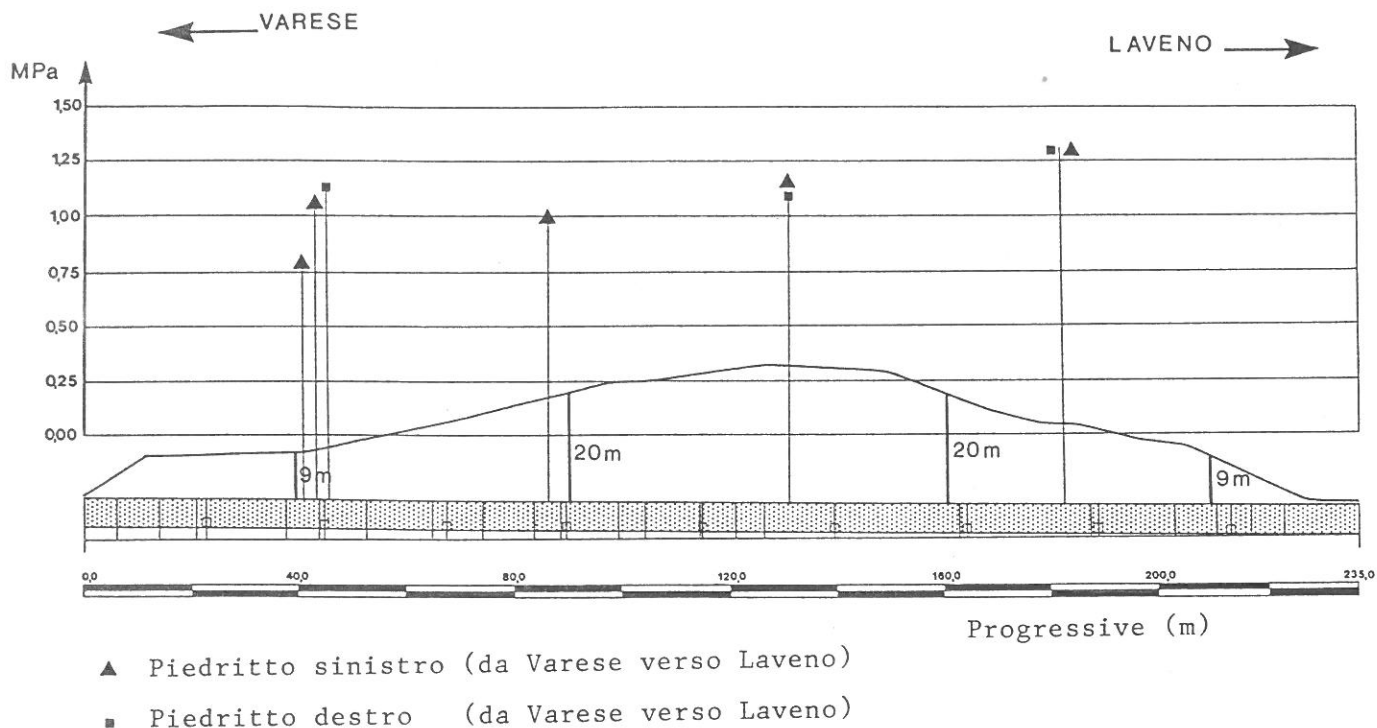 VARESE
LAVENO
MPa
1,50
1,25
1,00
0,75
0,50
0,25
0,00
9m
20m
20m
9m
0,0 40,0 80,0 120,0 160,0 200,0 235,0
Progressive (m)
▲ Piedritto sinistro (da Varese verso Laveno)
■ Piedritto destro (da Varese verso Laveno)